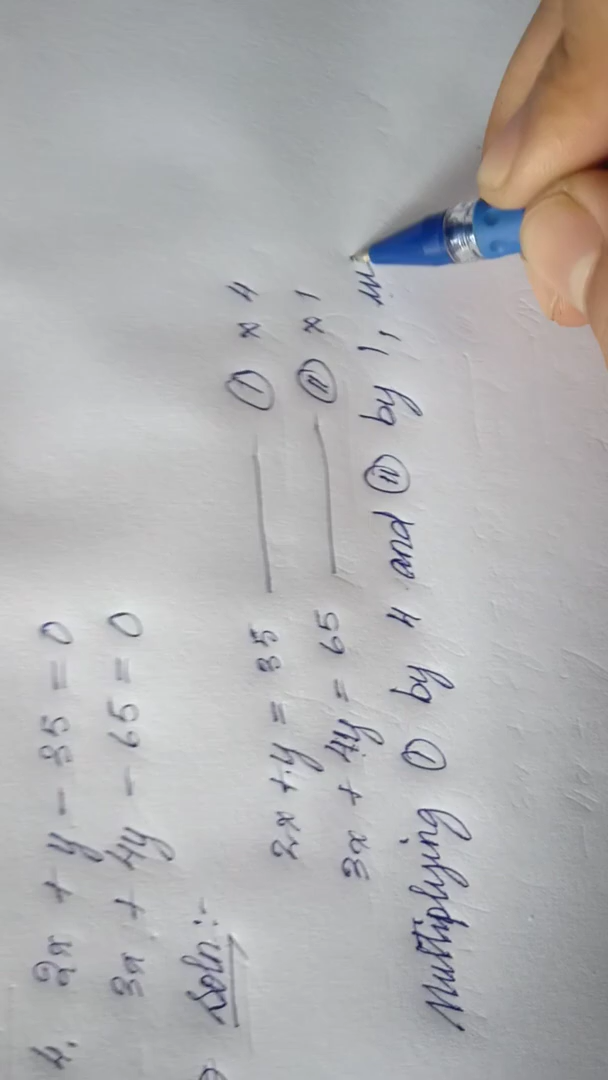 4. 2x + y - 35 = 0
3x + 4y - 65 = 0
Soln:-
2x + y = 35 —— (I) × 4
3x + 4y = 65 —— (II) × 1
Multiplying (I) by 4 and (II) by 1,